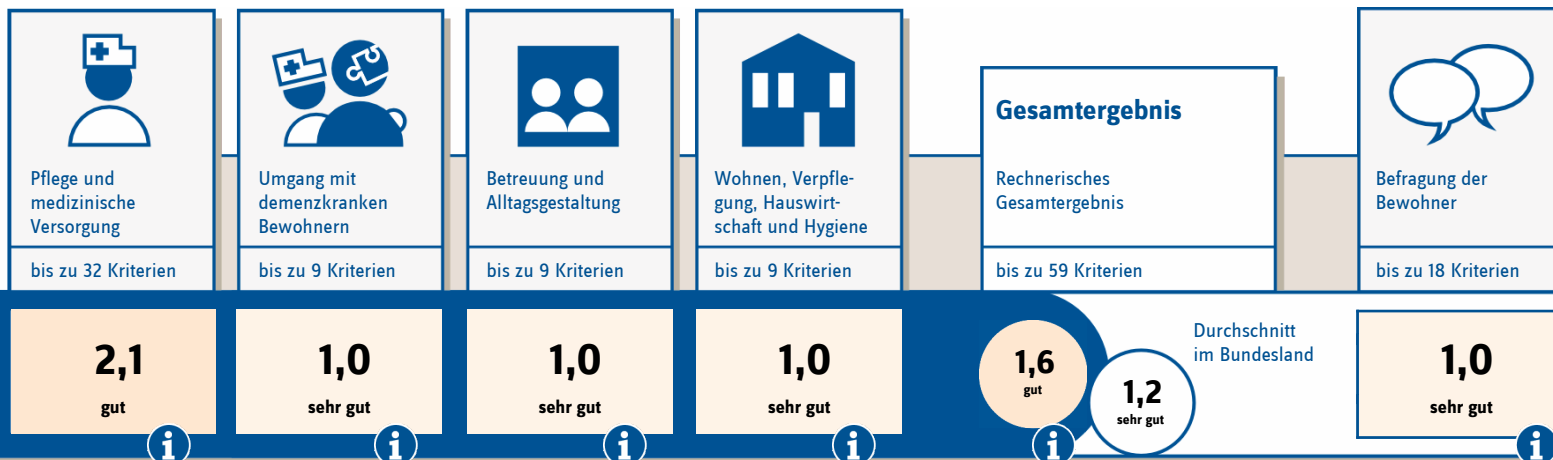 Pflege und
medizinische
Versorgung
bis zu 32 Kriterien
2,1
gut
Umgang mit
demenzkranken
Bewohnern
bis zu 9 Kriterien
1,0
sehr gut
Betreuung und
Alltagsgestaltung
bis zu 9 Kriterien
1,0
sehr gut
Wohnen, Verpfle-
gung, Hauswirt-
schaft und Hygiene
bis zu 9 Kriterien
1,0
sehr gut
Gesamtergebnis
Rechnerisches
Gesamtergebnis
bis zu 59 Kriterien
1,6
gut
1,2
sehr gut
Durchschnitt
im Bundesland
Befragung der
Bewohner
bis zu 18 Kriterien
1,0
sehr gut